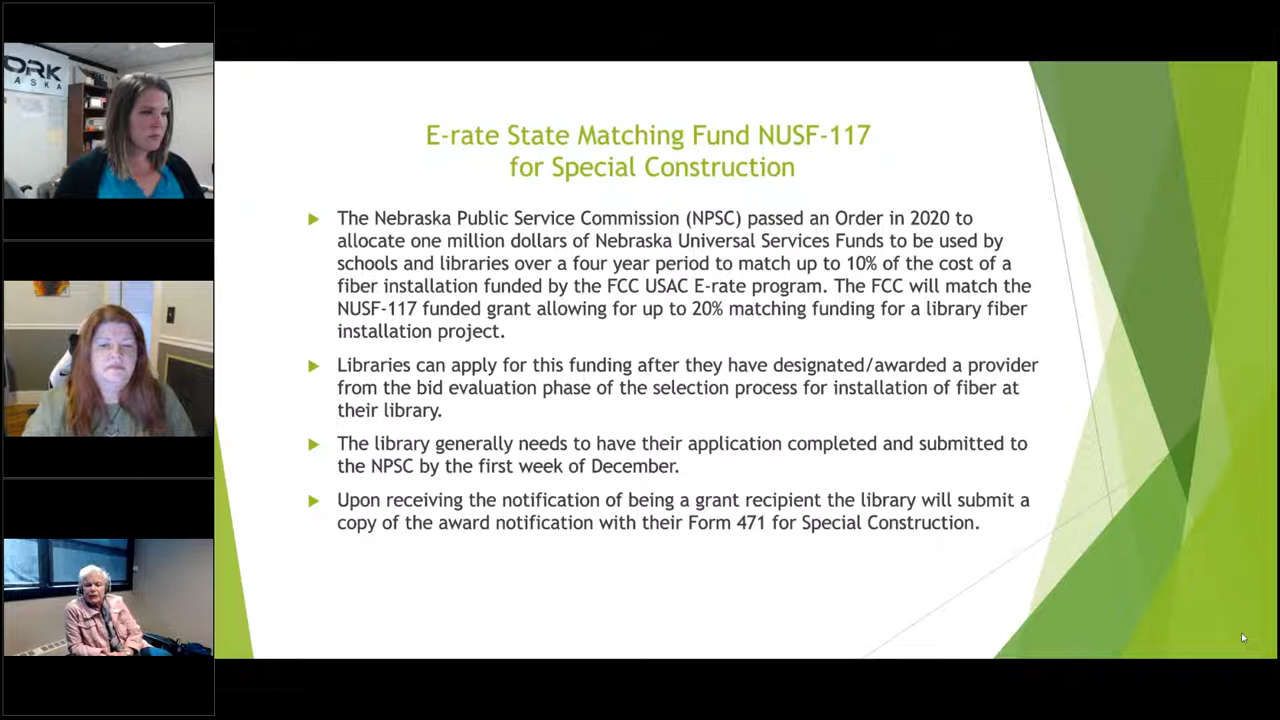 ORK
ASKA
E-rate State Matching Fund NUSF-117
for Special Construction
The Nebraska Public Service Commission (NPSC) passed an Order in 2020 to
allocate one million dollars of Nebraska Universal Services Funds to be used by
schools and libraries over a four year period to match up to 10% of the cost of a
fiber installation funded by the FCC USAC E-rate program. The FCC will match the
NUSF-117 funded grant allowing for up to 20% matching funding for a library fiber
installation project.
Libraries can apply for this funding after they have designated/awarded a provider
from the bid evaluation phase of the selection process for installation of fiber at
their library.
The library generally needs to have their application completed and submitted to
the NPSC by the first week of December.
Upon receiving the notification of being a grant recipient the library will submit a
copy of the award notification with their Form 471 for Special Construction.